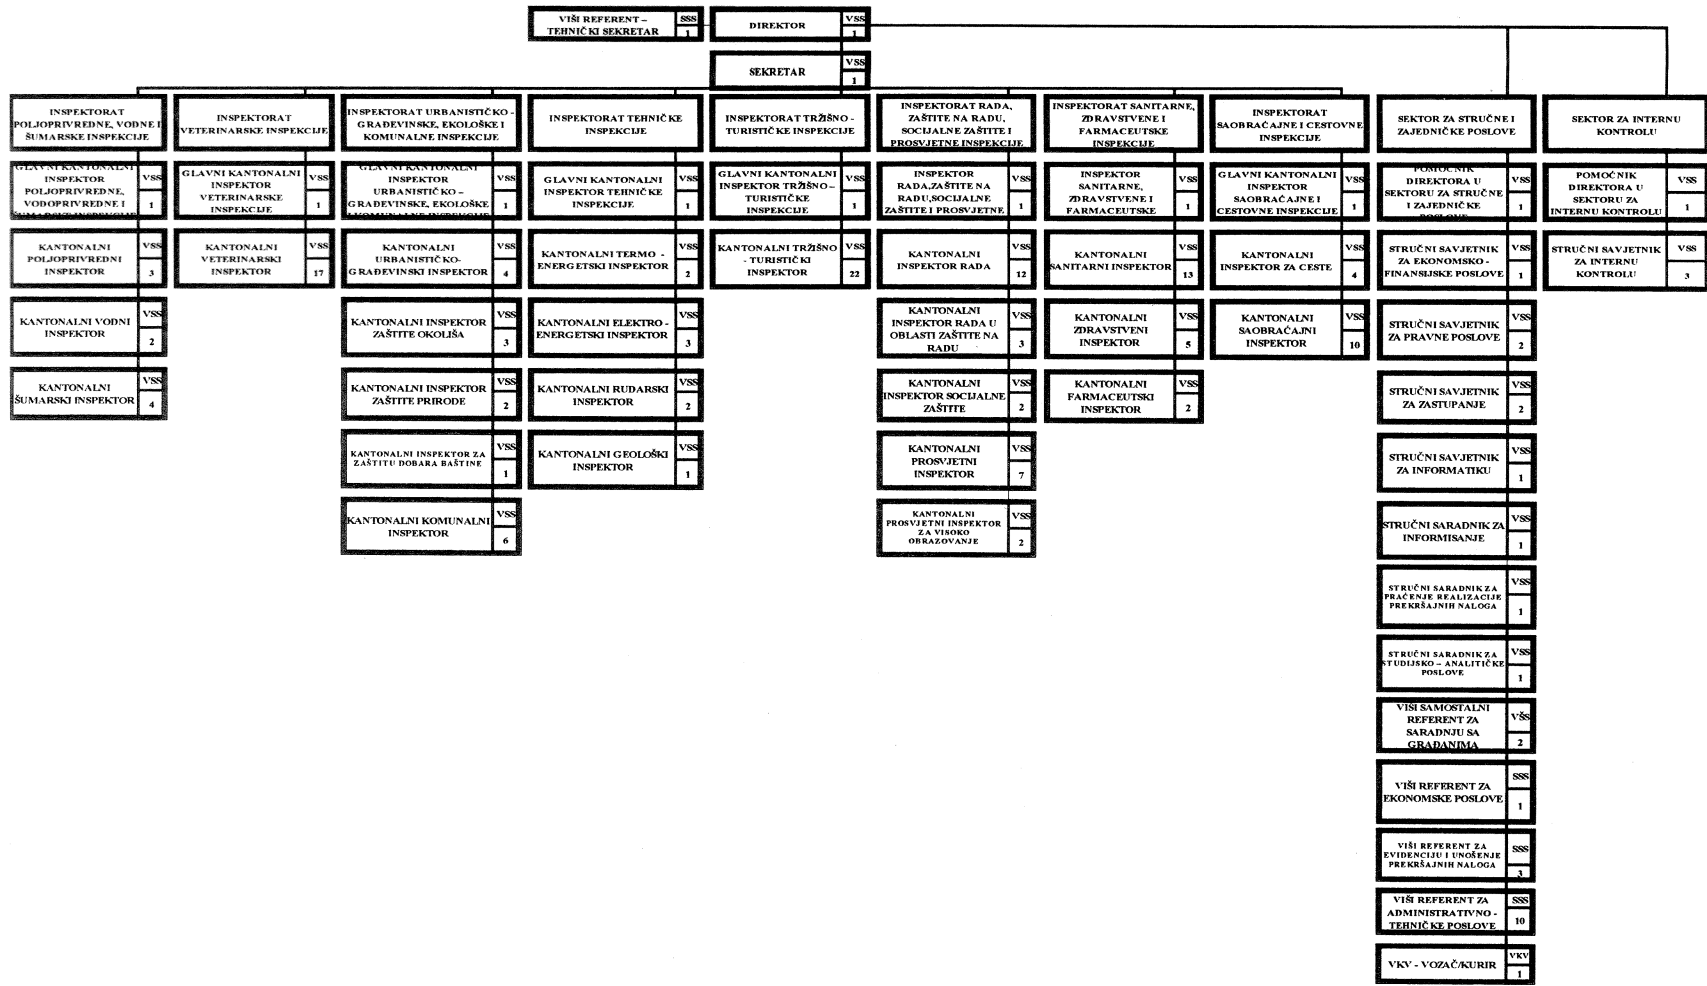 VIŠI REFERENT –
TEHNIČKI SEKRETAR
SSS
1
DIREKTOR
VSS
1
SEKRETAR
VSS
1
INSPEKTORAT
POLJOPRIVREDNE, VODNE I
ŠUMARSKE INSPEKCIJE
GLAVNI KANTONALNI
INSPEKTOR
POLJOPRIVREDNE,
VODOPRIVREDNE I
ŠUMARSKE INSPEKCIJE
VSS
1
KANTONALNI
POLJOPRIVREDNI
INSPEKTOR
VSS
3
KANTONALNI VODNI
INSPEKTOR
VSS
2
KANTONALNI
ŠUMARSKI INSPEKTOR
VSS
4
INSPEKTORAT
VETERINARSKE INSPEKCIJE
GLAVNI KANTONALNI
INSPEKTOR
VETERINARSKE
INSPEKCIJE
VSS
1
KANTONALNI
VETERINARSKI
INSPEKTOR
VSS
17
INSPEKTORAT URBANISTIČKO -
GRAĐEVINSKE, EKOLOŠKE I
KOMUNALNE INSPEKCIJE
GLAVNI KANTONALNI
INSPEKTOR
URBANISTIČKO –
GRAĐEVINSKE, EKOLOŠKE
I KOMUNALNE INSPEKCIJE
VSS
1
KANTONALNI
URBANISTIČKO-
GRAĐEVINSKI INSPEKTOR
VSS
4
KANTONALNI INSPEKTOR
ZAŠTITE OKOLIŠA
VSS
3
KANTONALNI INSPEKTOR
ZAŠTITE PRIRODE
VSS
2
KANTONALNI INSPEKTOR ZA
ZAŠTITU DOBARA BAŠTINE
VSS
1
KANTONALNI KOMUNALNI
INSPEKTOR
VSS
6
INSPEKTORAT TEHNIČKE
INSPEKCIJE
GLAVNI KANTONALNI
INSPEKTOR TEHNIČKE
INSPEKCIJE
VSS
1
KANTONALNI TERMO -
ENERGETSKI INSPEKTOR
VSS
2
KANTONALNI ELEKTRO -
ENERGETSKI INSPEKTOR
VSS
3
KANTONALNI RUDARSKI
INSPEKTOR
VSS
2
KANTONALNI GEOLOŠKI
INSPEKTOR
VSS
1
INSPEKTORAT TRŽIŠNO -
TURISTIČKE INSPEKCIJE
GLAVNI KANTONALNI
INSPEKTOR TRŽIŠNO –
TURISTIČKE
INSPEKCIJE
VSS
1
KANTONALNI TRŽIŠNO
- TURISTIČKI
INSPEKTOR
VSS
22
INSPEKTORAT RADA,
ZAŠTITE NA RADU,
SOCIJALNE ZAŠTITE I
PROSVJETNE INSPEKCIJE
INSPEKTOR
RADA,ZAŠTITE NA
RADU,SOCIJALNE
ZAŠTITE I PROSVJETNE
VSS
1
KANTONALNI
INSPEKTOR RADA
VSS
12
KANTONALNI
INSPEKTOR RADA U
OBLASTI ZAŠTITE NA
RADU
VSS
3
KANTONALNI
INSPEKTOR SOCIJALNE
ZAŠTITE
VSS
2
KANTONALNI
PROSVJETNI
INSPEKTOR
VSS
7
KANTONALNI
PROSVJETNI INSPEKTOR
ZA VISOKO
OBRAZOVANJE
VSS
2
INSPEKTORAT SANITARNE,
ZDRAVSTVENE I
FARMACEUTSKE
INSPEKCIJE
INSPEKTOR
SANITARNE,
ZDRAVSTVENE I
FARMACEUTSKE
VSS
1
KANTONALNI
SANITARNI INSPEKTOR
VSS
13
KANTONALNI
ZDRAVSTVENI
INSPEKTOR
VSS
5
KANTONALNI
FARMACEUTSKI
INSPEKTOR
VSS
2
INSPEKTORAT
SAOBRAĆAJNE I CESTOVNE
INSPEKCIJE
GLAVNI KANTONALNI
INSPEKTOR
SAOBRAĆAJNE I
CESTOVNE INSPEKCIJE
VSS
1
KANTONALNI
INSPEKTOR ZA CESTE
VSS
4
KANTONALNI
SAOBRAĆAJNI
INSPEKTOR
VSS
10
SEKTOR ZA STRUČNE I
ZAJEDNIČKE POSLOVE
POMOĆNIK
DIREKTORA U
SEKTORU ZA STRUČNE
I ZAJEDNIČKE
POSLOVE
VSS
1
STRUČNI SAVJETNIK
ZA EKONOMSKO -
FINANSIJSKE POSLOVE
VSS
1
STRUČNI SAVJETNIK
ZA PRAVNE POSLOVE
VSS
2
STRUČNI SAVJETNIK
ZA ZASTUPANJE
VSS
2
STRUČNI SAVJETNIK
ZA INFORMATIKU
VSS
1
STRUČNI SARADNIK ZA
INFORMISANJE
VSS
1
STRUČNI SARADNIK ZA
PRAĆENJE REALIZACIJE
PREKRŠAJNIH NALOGA
VSS
1
STRUČNI SARADNIK ZA
STUDIJSKO – ANALITIČKE
POSLOVE
VSS
1
VIŠI SAMOSTALNI
REFERENT ZA
SARADNJU SA
GRAĐANIMA
VŠS
2
VIŠI REFERENT ZA
EKONOMSKE POSLOVE
SSS
1
VIŠI REFERENT ZA
EVIDENCIJU I UNOŠENJE
PREKRŠAJNIH NALOGA
SSS
3
VIŠI REFERENT ZA
ADMINISTRATIVNO -
TEHNIČKE POSLOVE
SSS
10
VKV - VOZAČ/KURIR
VKV
1
SEKTOR ZA INTERNU
KONTROLU
POMOĆNIK
DIREKTORA U
SEKTORU ZA
INTERNU KONTROLU
VSS
1
STRUČNI SAVJETNIK
ZA INTERNU
KONTROLU
VSS
3